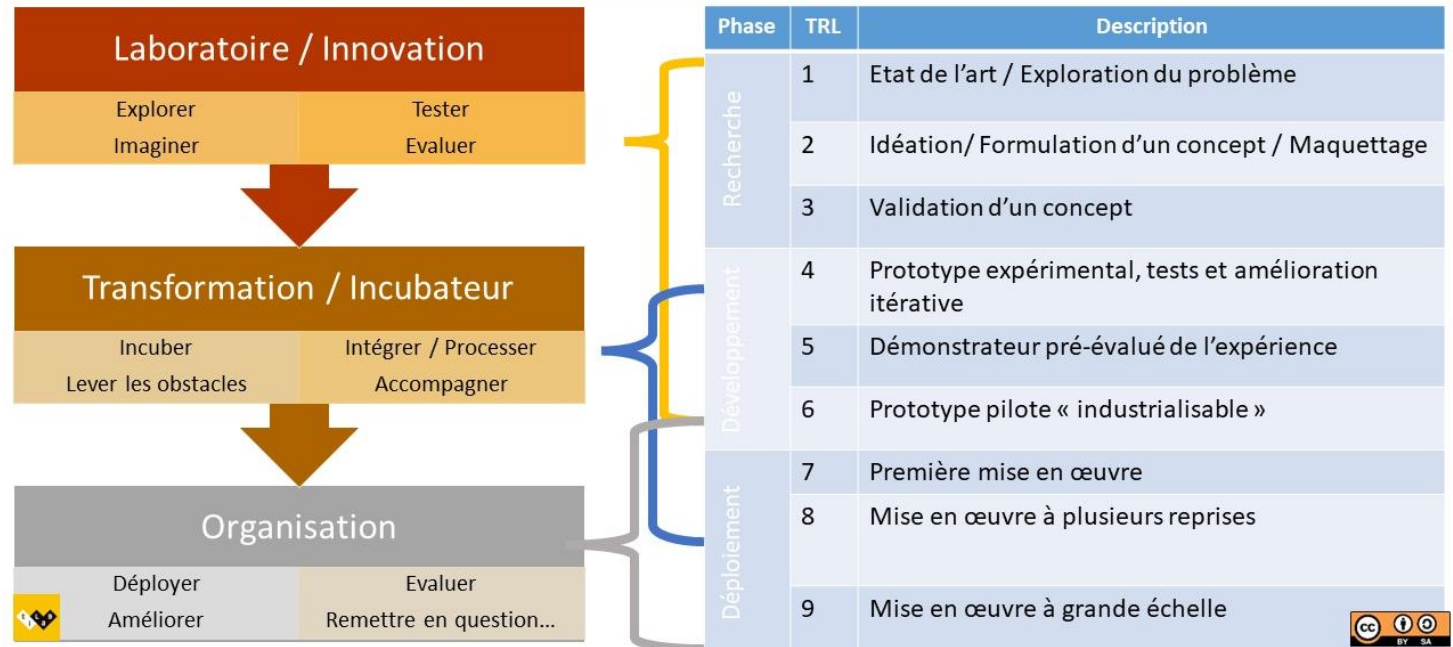 Laboratoire / Innovation
Explorer
Tester
Imaginer
Evaluer
Transformation / Incubateur
Incuber
Intégrer / Processer
Lever les obstacles
Accompagner
Organisation
Déployer
Evaluer
Améliorer
Remettre en question...
Phase TRL Description
Recherche
1 Etat de l’art / Exploration du problème
2 Idéation/ Formulation d’un concept / Maquettage
3 Validation d’un concept
Développement
4 Prototype expérimental, tests et amélioration
itérative
5 Démonstrateur pré-évalué de l’expérience
6 Prototype pilote « industrialisable »
Déploiement
7 Première mise en œuvre
8 Mise en œuvre à plusieurs reprises
9 Mise en œuvre à grande échelle
cc
BY SA